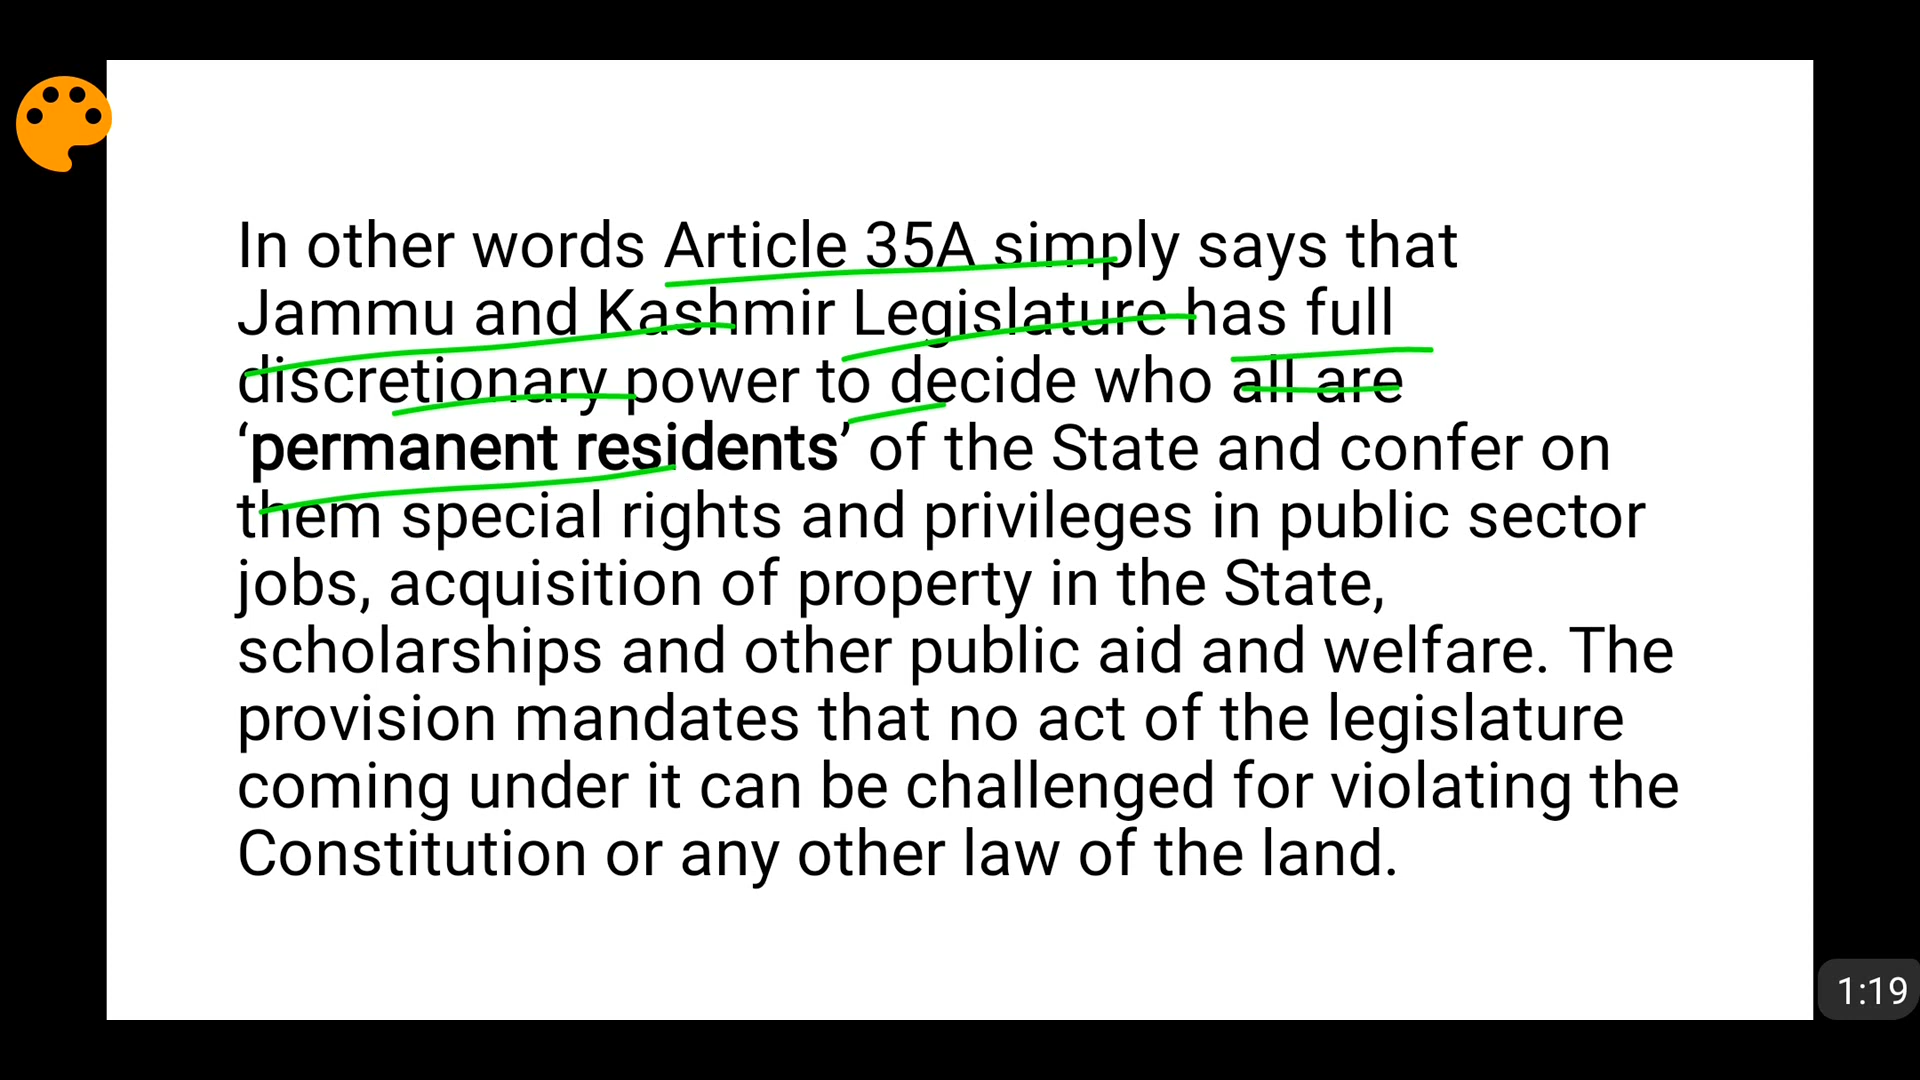 In other words Article 35A simply says that
Jammu and Kashmir Legislature has full
discretionary power to decide who all are
‘permanent residents’ of the State and confer on
them special rights and privileges in public sector
jobs, acquisition of property in the State,
scholarships and other public aid and welfare. The
provision mandates that no act of the legislature
coming under it can be challenged for violating the
Constitution or any other law of the land.
1:19